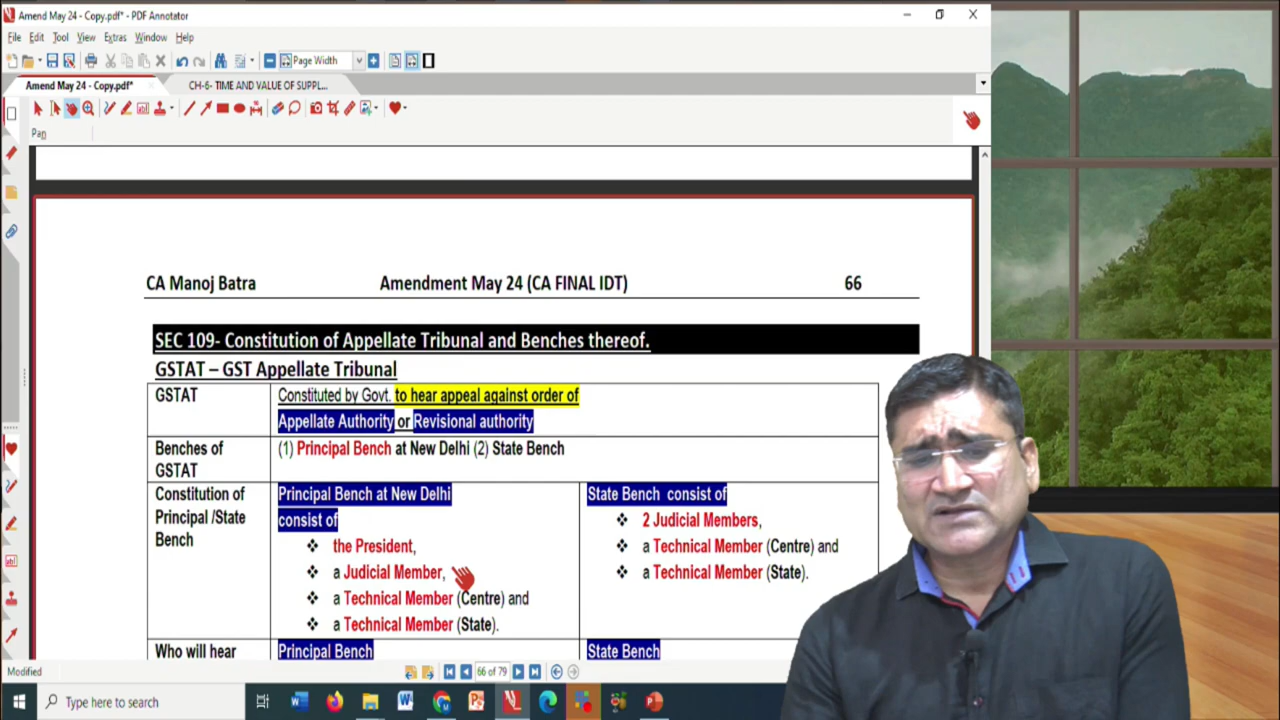 Amend May 24 - Copy.pdf* - PDF Annotator
File Edit Tool View Extras Window Help
Page Width
Amend May 24 - Copy.pdf* CH-6- TIME AND VALUE OF SUPPL...
Pan
CA Manoj Batra Amendment May 24 (CA FINAL IDT) 66
SEC 109- Constitution of Appellate Tribunal and Benches thereof.
GSTAT – GST Appellate Tribunal
GSTAT Constituted by Govt. to hear appeal against order of
Appellate Authority or Revisional authority
Benches of GSTAT (1) Principal Bench at New Delhi (2) State Bench
Constitution of Principal /State Bench
Principal Bench at New Delhi
consist of
❖ the President,
❖ a Judicial Member,
❖ a Technical Member (Centre) and
❖ a Technical Member (State).
State Bench consist of
❖ 2 Judicial Members,
❖ a Technical Member (Centre) and
❖ a Technical Member (State).
Who will hear Principal Bench State Bench
Modified 66 of 79
Type here to search